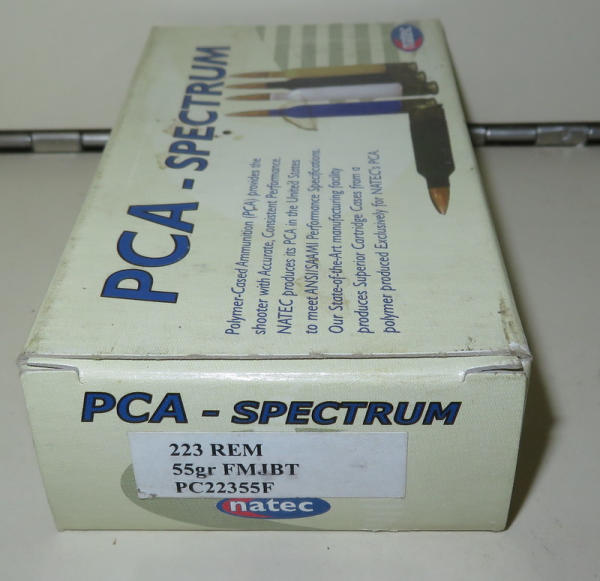 natec
PCA - SPECTRUM
Polymer-Cased Ammunition (PCA) provides the
shooter with Accurate, Consistent Performance.
NATEC produces its PCA in the United States
to meet ANSI/SAAMI Performance Specifications.
Our State-of-the-Art manufacturing facility
produces Superior Cartridge Cases from a
polymer produced Exclusively for NATEC's PCA
PCA - SPECTRUM
223 REM
55gr FMJBT
PC22355F
natec